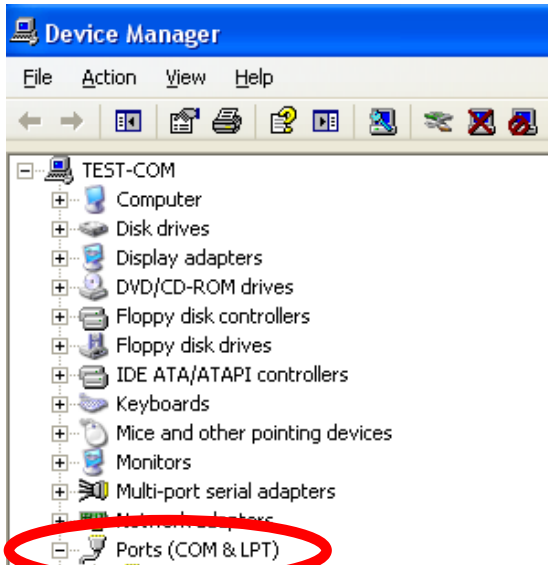 Device Manager
File Action View Help
TEST-COM
Computer
Disk drives
Display adapters
DVD/CD-ROM drives
Floppy disk controllers
Floppy disk drives
IDE ATA/ATAPI controllers
Keyboards
Mice and other pointing devices
Monitors
Multi-port serial adapters
Network adapters
Ports (COM & LPT)